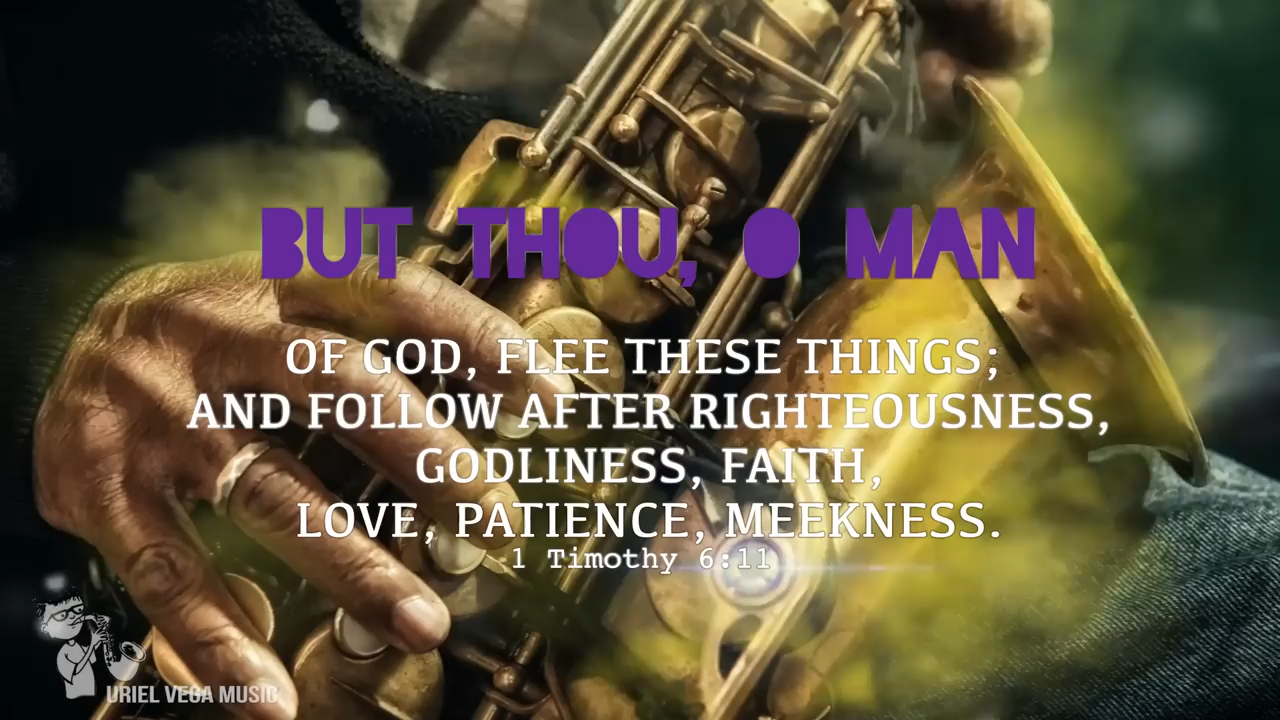 BUT THOU, O MAN
OF GOD, FLEE THESE THINGS;
AND FOLLOW AFTER RIGHTEOUSNESS,
GODLINESS, FAITH,
LOVE, PATIENCE, MEEKNESS.
1 Timothy 6:11
URIEL VEGA MUSIC